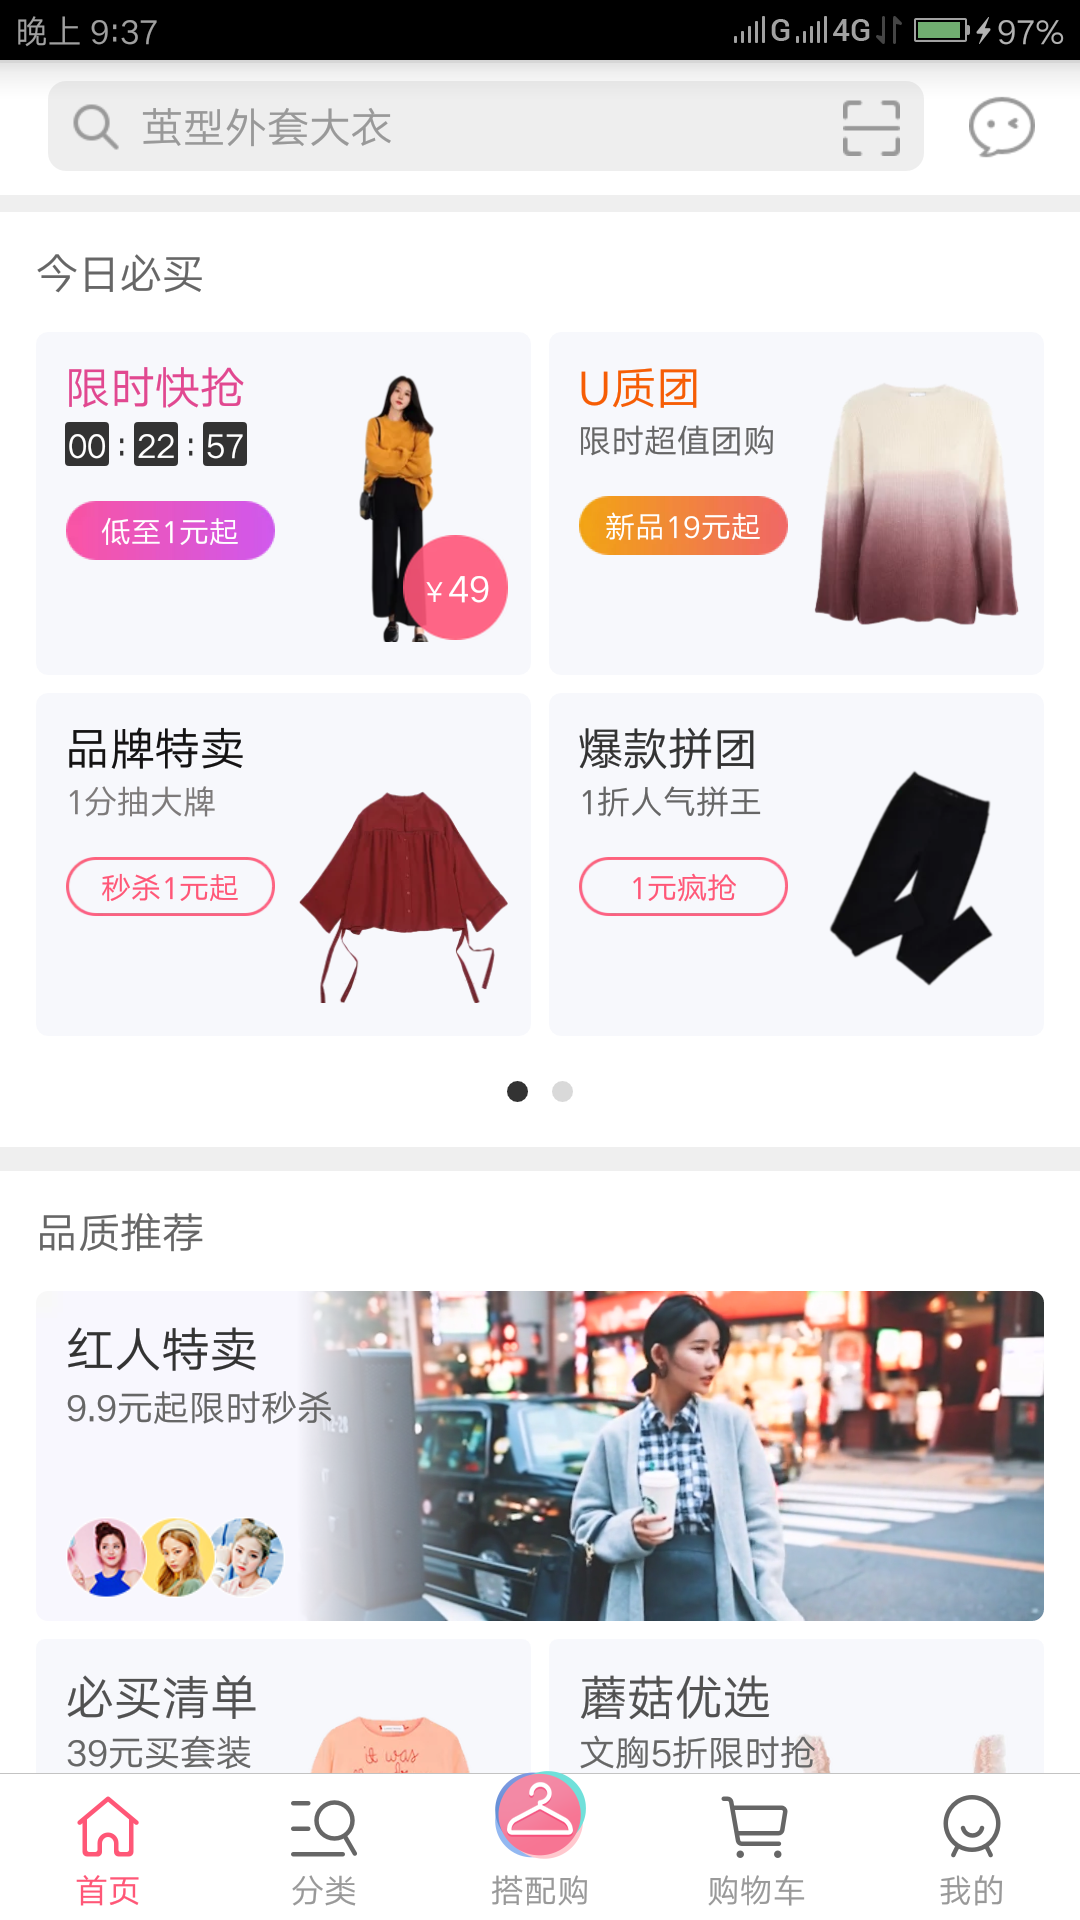 晚上 9:37
G 4G 97%
茧型外套大衣
今日必买
限时快抢
00 : 22 : 57
低至1元起
¥49
U质团
限时超值团购
新品19元起
品牌特卖
1分抽大牌
秒杀1元起
爆款拼团
1折人气拼王
1元疯抢
品质推荐
红人特卖
9.9元起限时秒杀
必买清单
39元买套装
it was
蘑菇优选
文胸5折限时抢
首页
分类
搭配购
购物车
我的